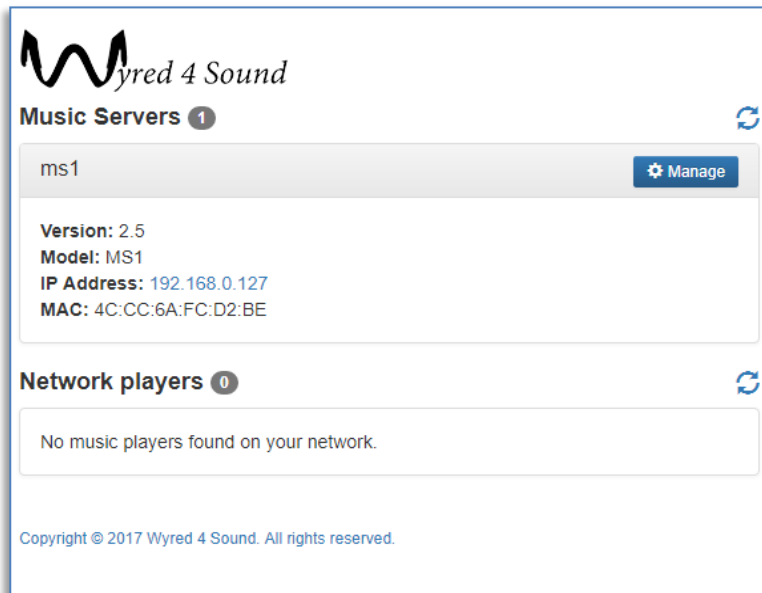 Wyred 4 Sound
Music Servers 1
ms1
Manage
Version: 2.5
Model: MS1
IP Address: 192.168.0.127
MAC: 4C:CC:6A:FC:D2:BE
Network players 0
No music players found on your network.
Copyright © 2017 Wyred 4 Sound. All rights reserved.